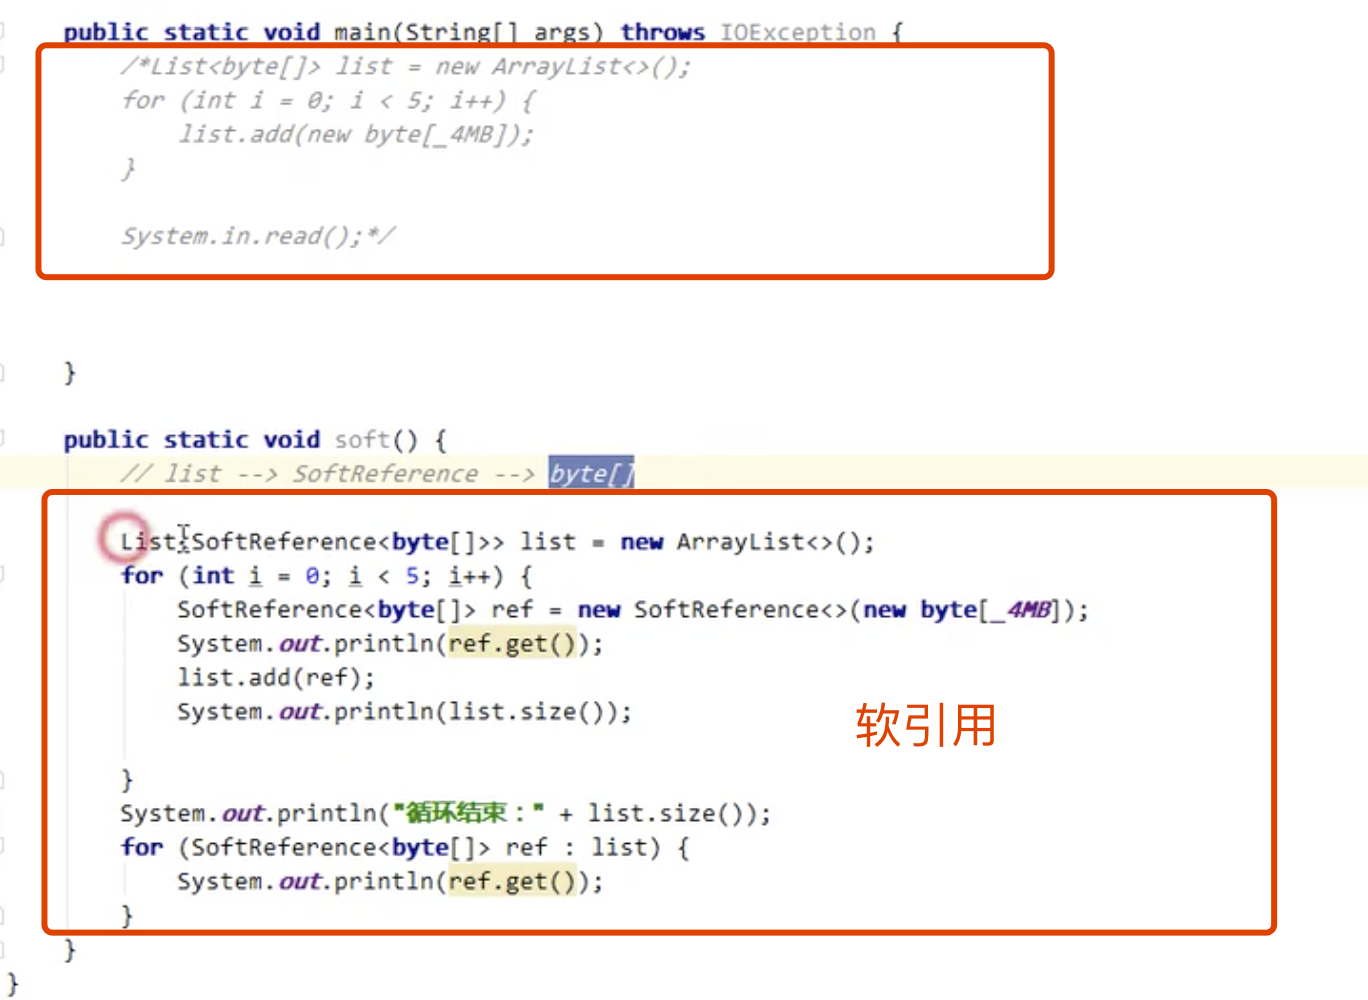 public static void main(String[] args) throws IOException {
/*List<byte[]> list = new ArrayList<>();
for (int i = 0; i < 5; i++) {
list.add(new byte[_4MB]);
}
System.in.read();*/
}
public static void soft() {
// list --> SoftReference --> byte[]
List<SoftReference<byte[]>> list = new ArrayList<>();
for (int i = 0; i < 5; i++) {
SoftReference<byte[]> ref = new SoftReference<>(new byte[_4MB]);
System.out.println(ref.get());
list.add(ref);
System.out.println(list.size());
软引用
}
System.out.println("循环结束：" + list.size());
for (SoftReference<byte[]> ref : list) {
System.out.println(ref.get());
}
}
}